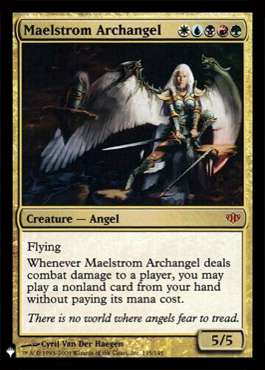 Maelstrom Archangel
Creature — Angel
Flying
Whenever Maelstrom Archangel deals
combat damage to a player, you may
play a nonland card from your hand
without paying its mana cost.
There is no world where angels fear to tread.
Cyril Van Der Haegen
5/5